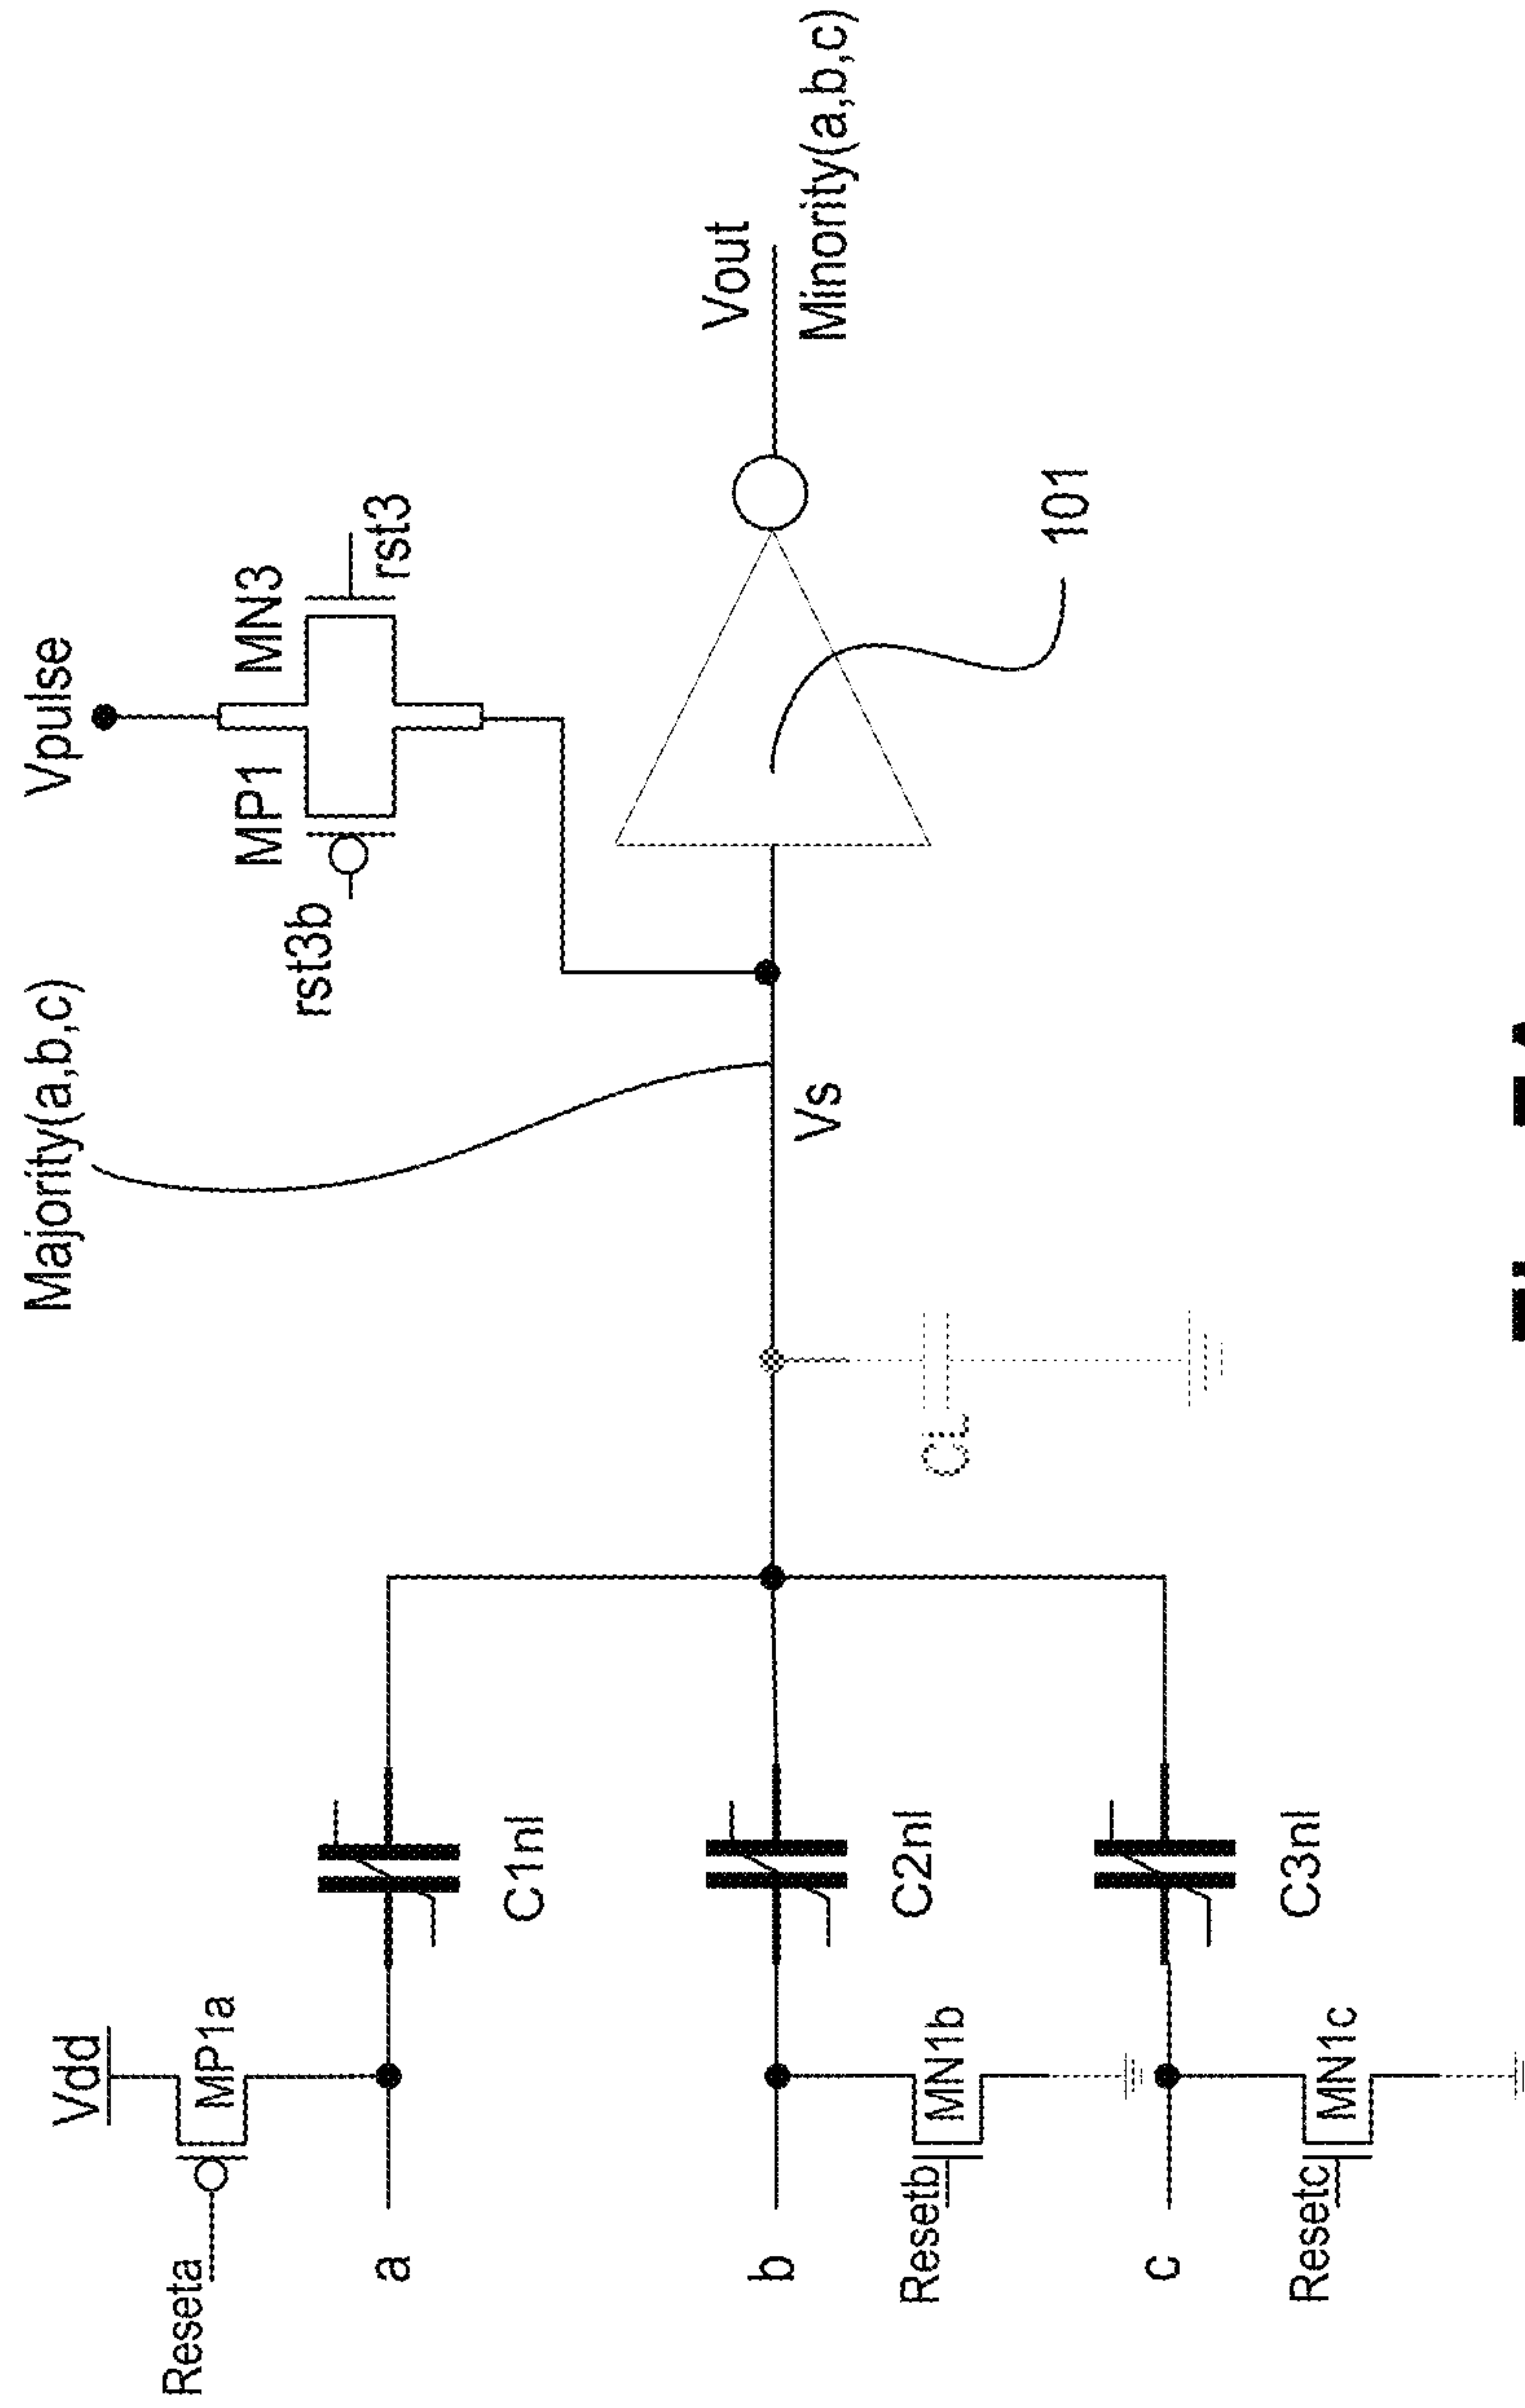 Majority(a,b,c)
Vpulse
MP1 MN3
rst3b
rst3
Vdd
Reseta
MP1a
a
C1nl
Vs
Vout
Minority(a,b,c)
b
C2nl
CL
101
Resetb
MN1b
c
C3nl
Resetc
MN1c